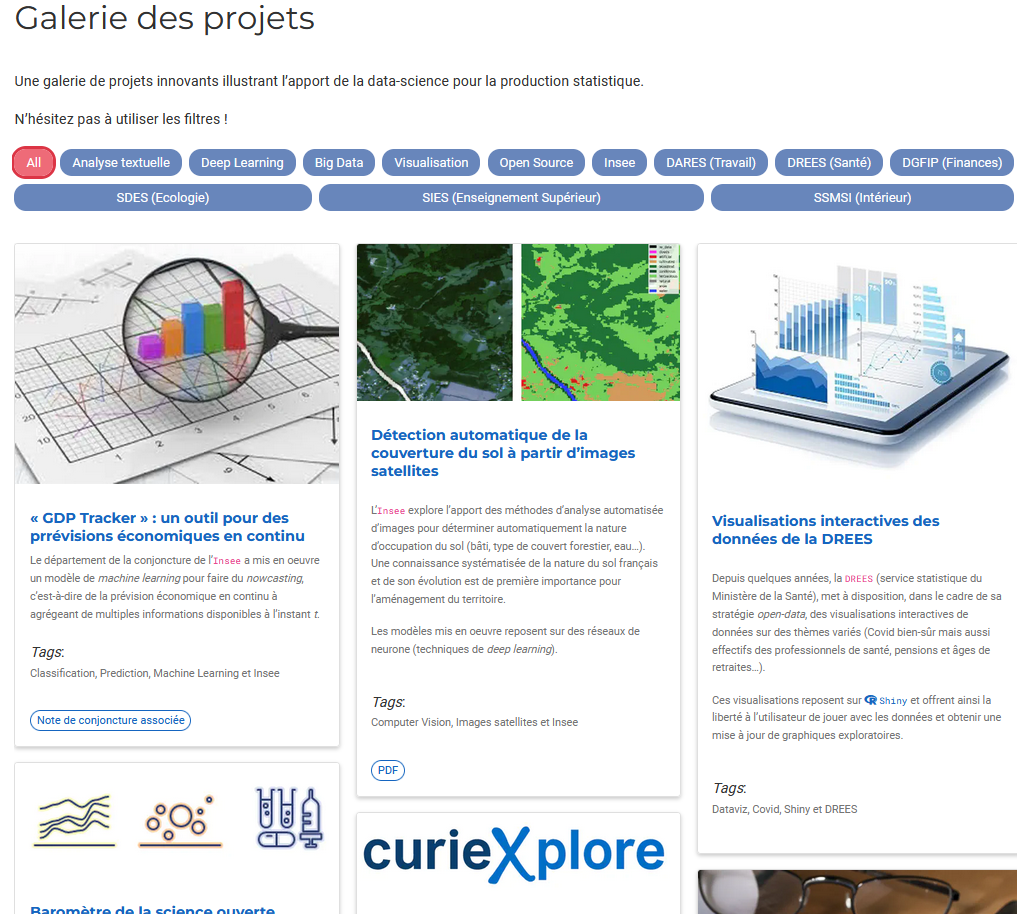 Galerie des projets
Une galerie de projets innovants illustrant l’apport de la data-science pour la production statistique.
N’hésitez pas à utiliser les filtres !
All
Analyse textuelle
Deep Learning
Big Data
Visualisation
Open Source
Insee
DARES (Travail)
DREES (Santé)
DGFIP (Finances)
SDES (Ecologie)
SIES (Enseignement Supérieur)
SSMSI (Intérieur)
« GDP Tracker » : un outil pour des
prrévisions économiques en continu
Le département de la conjoncture de l’Insee a mis en oeuvre
un modèle de machine learning pour faire du nowcasting,
c’est-à-dire de la prévision économique en continu à
agrégeant de multiples informations disponibles à l’instant t.
Tags:
Classification, Prediction, Machine Learning et Insee
Note de conjoncture associée
Baromètre de la science ouverte
Détection automatique de la
couverture du sol à partir d’images
satellites
L’Insee explore l’apport des méthodes d’analyse automatisée
d’images pour déterminer automatiquement la nature
d’occupation du sol (bâti, type de couvert forestier, eau…).
Une connaissance systématisée de la nature du sol français
et de son évolution est de première importance pour
l’aménagement du territoire.
Les modèles mis en oeuvre reposent sur des réseaux de
neurone (techniques de deep learning).
Tags:
Computer Vision, Images satellites et Insee
PDF
curieXplore
Visualisations interactives des
données de la DREES
Depuis quelques années, la DREES (service statistique du
Ministère de la Santé), met à disposition, dans le cadre de sa
stratégie open-data, des visualisations interactives de
données sur des thèmes variés (Covid bien-sûr mais aussi
effectifs des professionnels de santé, pensions et âges de
retraites…).
Ces visualisations reposent sur R Shiny et offrent ainsi la
liberté à l’utilisateur de jouer avec les données et obtenir une
mise à jour de graphiques exploratoires.
Tags:
Dataviz, Covid, Shiny et DREES